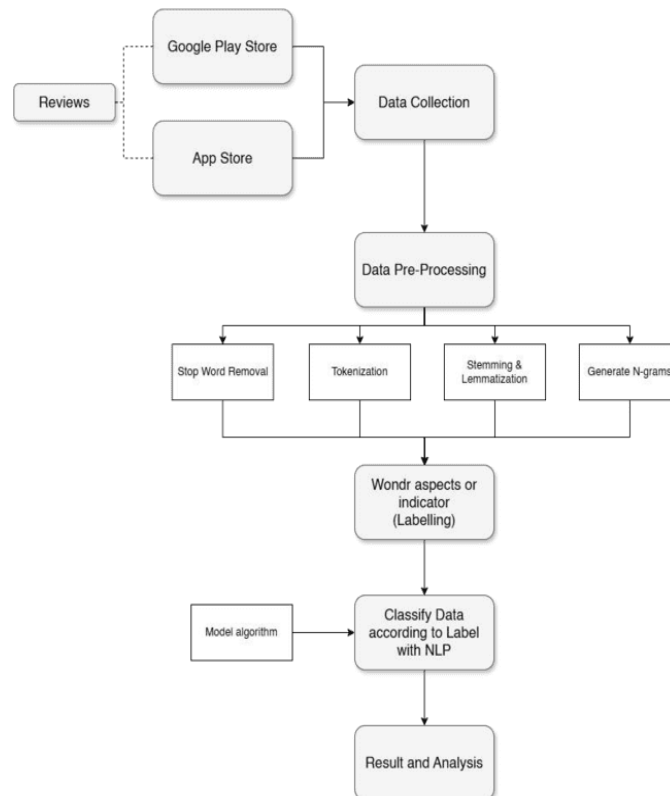 Google Play Store
Reviews
Data Collection
App Store
Data Pre-Processing
Stop Word Removal
Tokenization
Stemming &
Lemmatization
Generate N-grams
Wondr aspects or
indicator
(Labelling)
Model algorithm
Classify Data
according to Label
with NLP
Result and Analysis